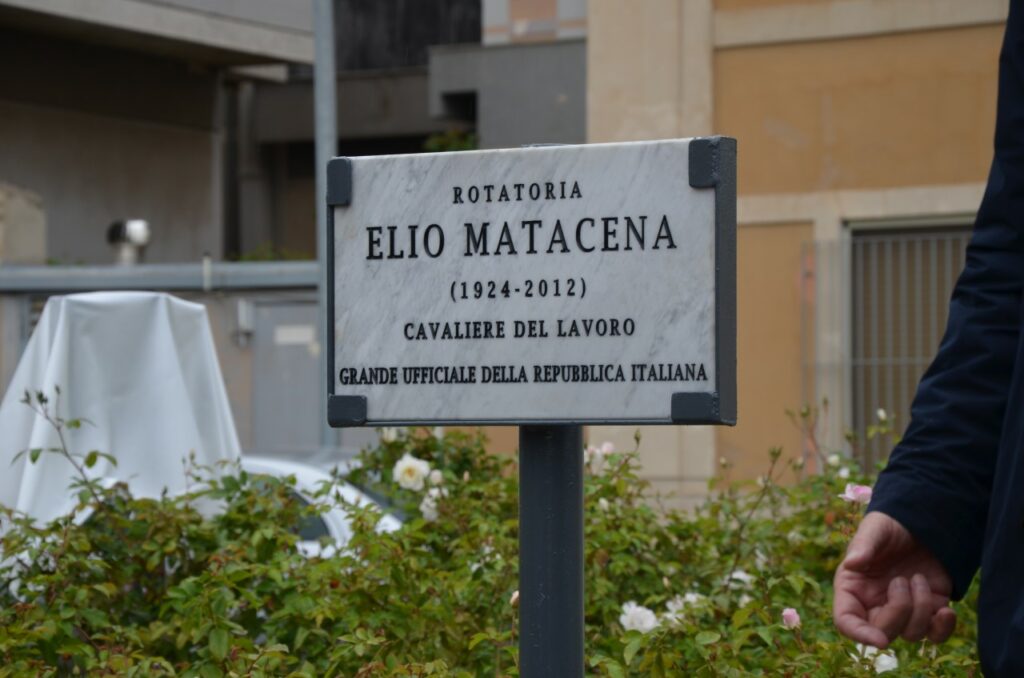 ROTATORIA
ELIO MATACENA
(1924-2012)
CAVALIERE DEL LAVORO
GRANDE UFFICIALE DELLA REPUBBLICA ITALIANA